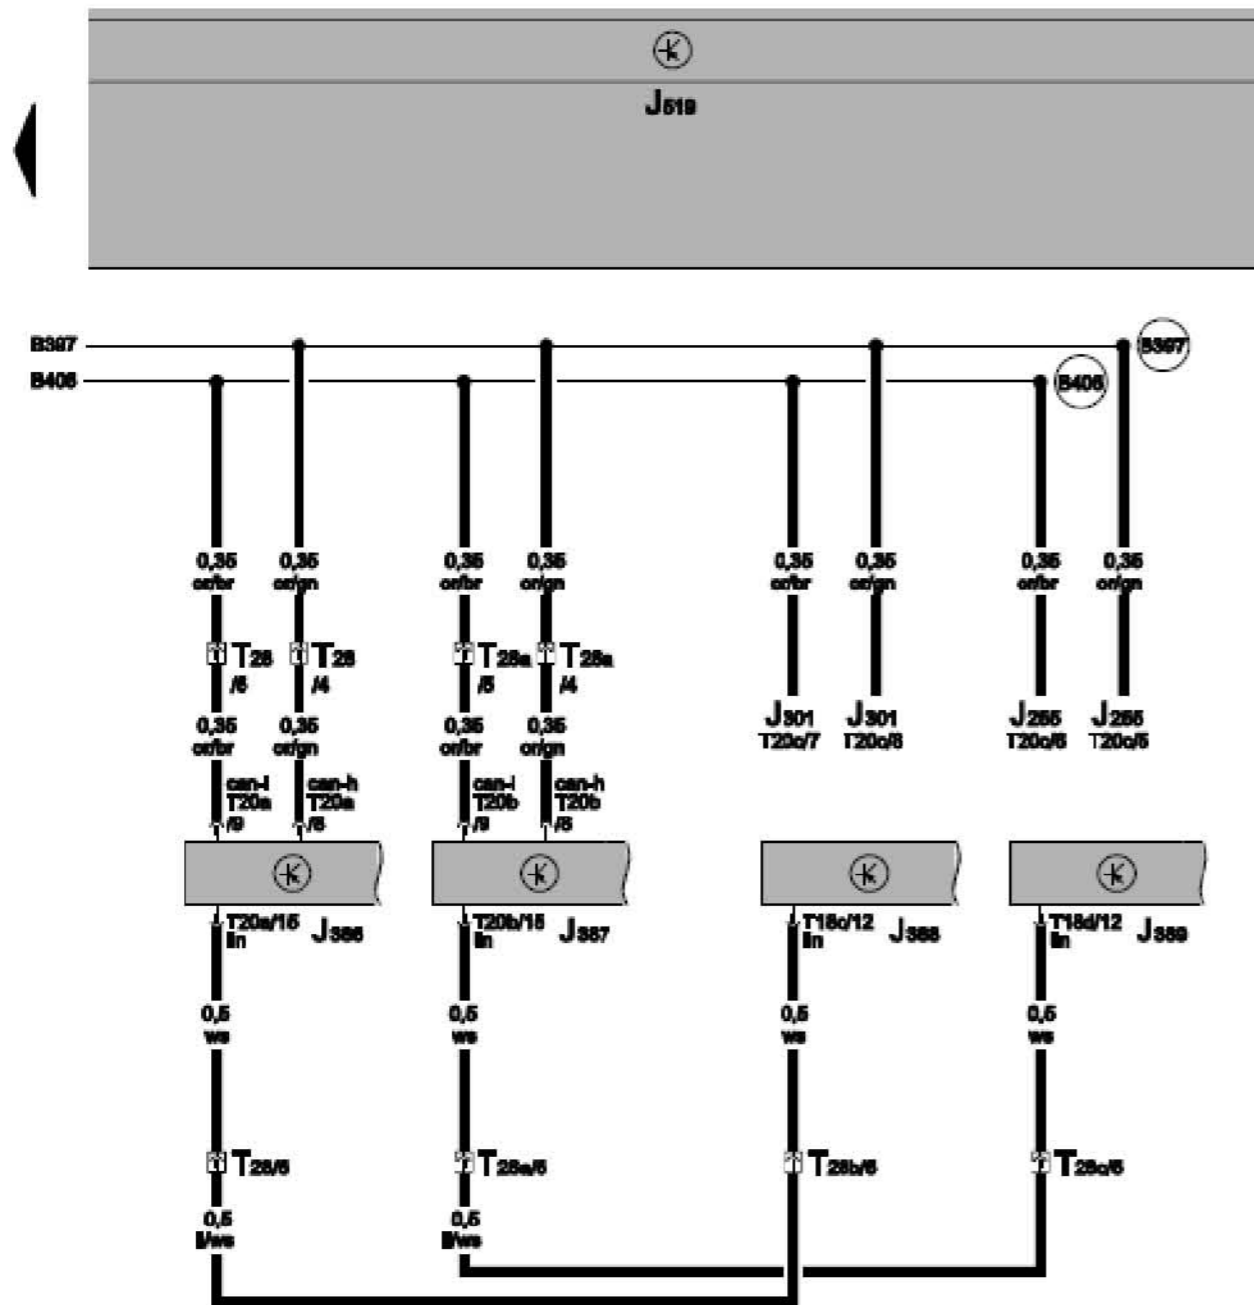 J519
B397
B397
B406
B406
0,35 0,35 0,35 0,35 0,35 0,35 0,35 0,35
or/br or/gn or/br or/gn or/br or/gn or/br or/gn
T28 T28 T28a T28a
/5 /4 /5 /4
J301 J301 J255 J255
T20c/7 T20c/8 T20c/6 T20c/5
0,35 0,35 0,35 0,35
or/br or/gn or/br or/gn
can-l can-h can-l can-h
T20a T20a T20b T20b
/9 /8 /9 /8
T20a/15 J386 T20b/15 J387 T18c/12 J388 T18d/12 J389
lin lin lin lin
0,5 0,5 0,5 0,5
ws ws ws ws
T28/6 T28a/6 T28b/6 T28c/6
0,5 0,5
li/ws li/ws